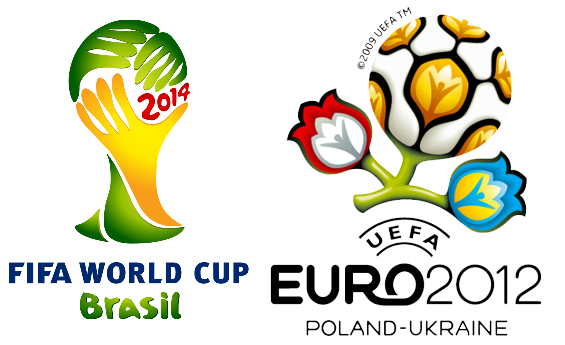 2014
FIFA WORLD CUP
Brasil
©2009 UEFA TM
UEFA
EURO2012
POLAND-UKRAINE